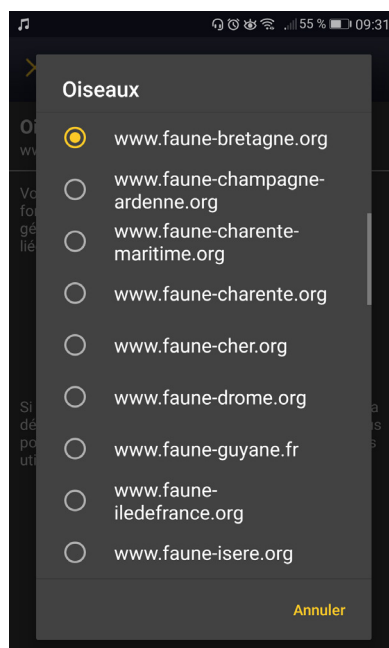 55 % 09:31
Oiseaux
www.faune-bretagne.org
www.faune-champagne-
ardenne.org
www.faune-charente-
maritime.org
www.faune-charente.org
www.faune-cher.org
www.faune-drome.org
www.faune-guyane.fr
www.faune-
iledefrance.org
www.faune-isere.org
Annuler